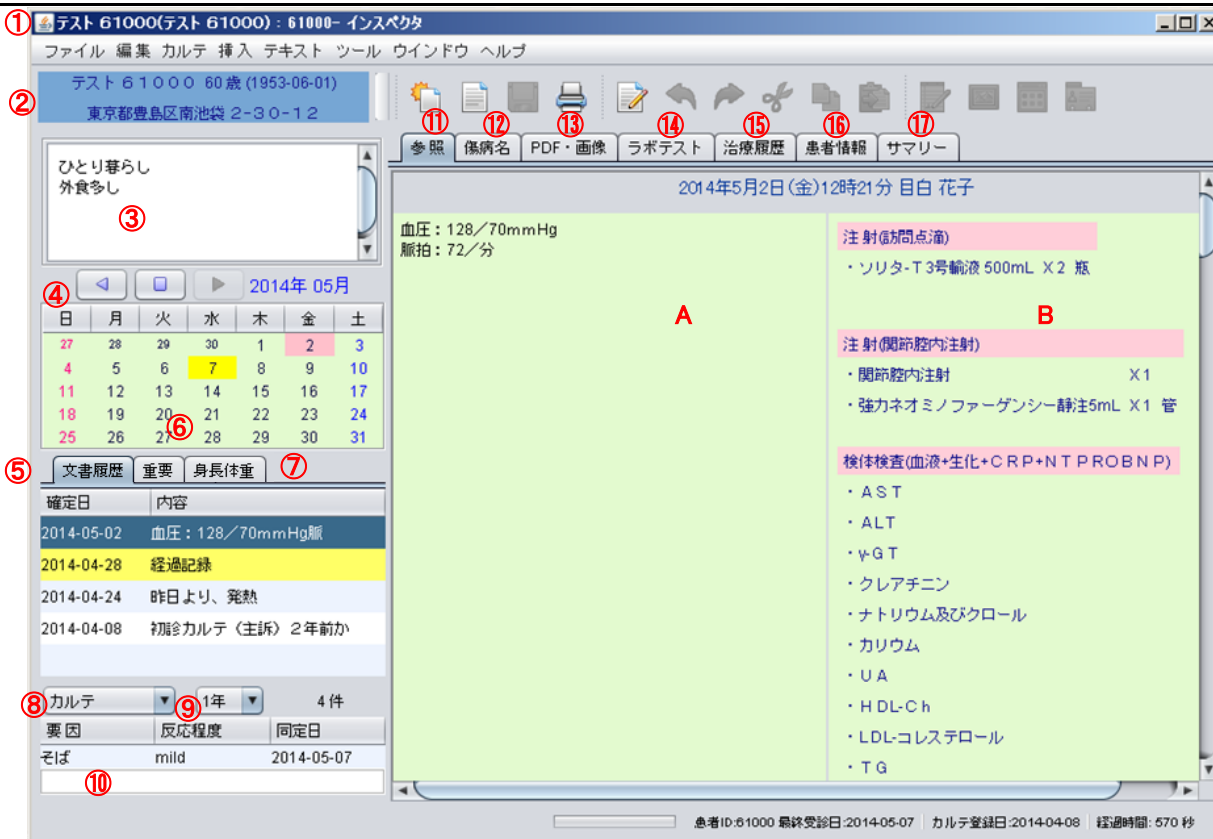 ① テスト 61000(テスト 61000) : 61000- インスペクタ
ファイル 編集 カルテ 挿入 テキスト ツール ウインドウ ヘルプ
② テスト 61000 60歳 (1953-06-01)
東京都豊島区南池袋 2-30-12
ひとり暮らし
外食多し
③
④ 2014年 05月
日 月 火 水 木 金 土
27 28 29 30 1 2 3
4 5 6 7 8 9 10
11 12 13 14 15 16 17
18 19 20 21 22 23 24
⑥
25 26 27 28 29 30 31
⑤ 文書履歴 重要 身長体重 ⑦
確定日 内容
2014-05-02 血圧:128/70mmHg脈
2014-04-28 経過記録
2014-04-24 昨日より、発熱
2014-04-08 初診カルテ〈主訴〉2年前か
⑧ カルテ ⑨ 1年 4 件
要因 反応程度 同定日
そば mild 2014-05-07
⑩
⑪ ⑫ ⑬ ⑭ ⑮ ⑯ ⑰
参照 傷病名 PDF・画像 ラボテスト 治療履歴 患者情報 サマリー
2014年5月2日(金)12時21分 目白 花子
血圧:128/70mmHg
脈拍:72/分
A
注 射(訪問点滴)
・ソリタ-T3号輸液 500mL X2 瓶
B
注 射(関節腔内注射)
・関節腔内注射 X1
・強力ネオミノファーゲンシー静注5mL X1 管
検体検査(血液+生化+CRP+NT PROBNP)
・AST
・ALT
・γ-GT
・クレアチニン
・ナトリウム及びクロール
・カリウム
・UA
・HDL-Ch
・LDL-コレステロール
・TG
患者ID:61000 最終受診日:2014-05-07 カルテ登録日:2014-04-08 経過時間: 570 秒